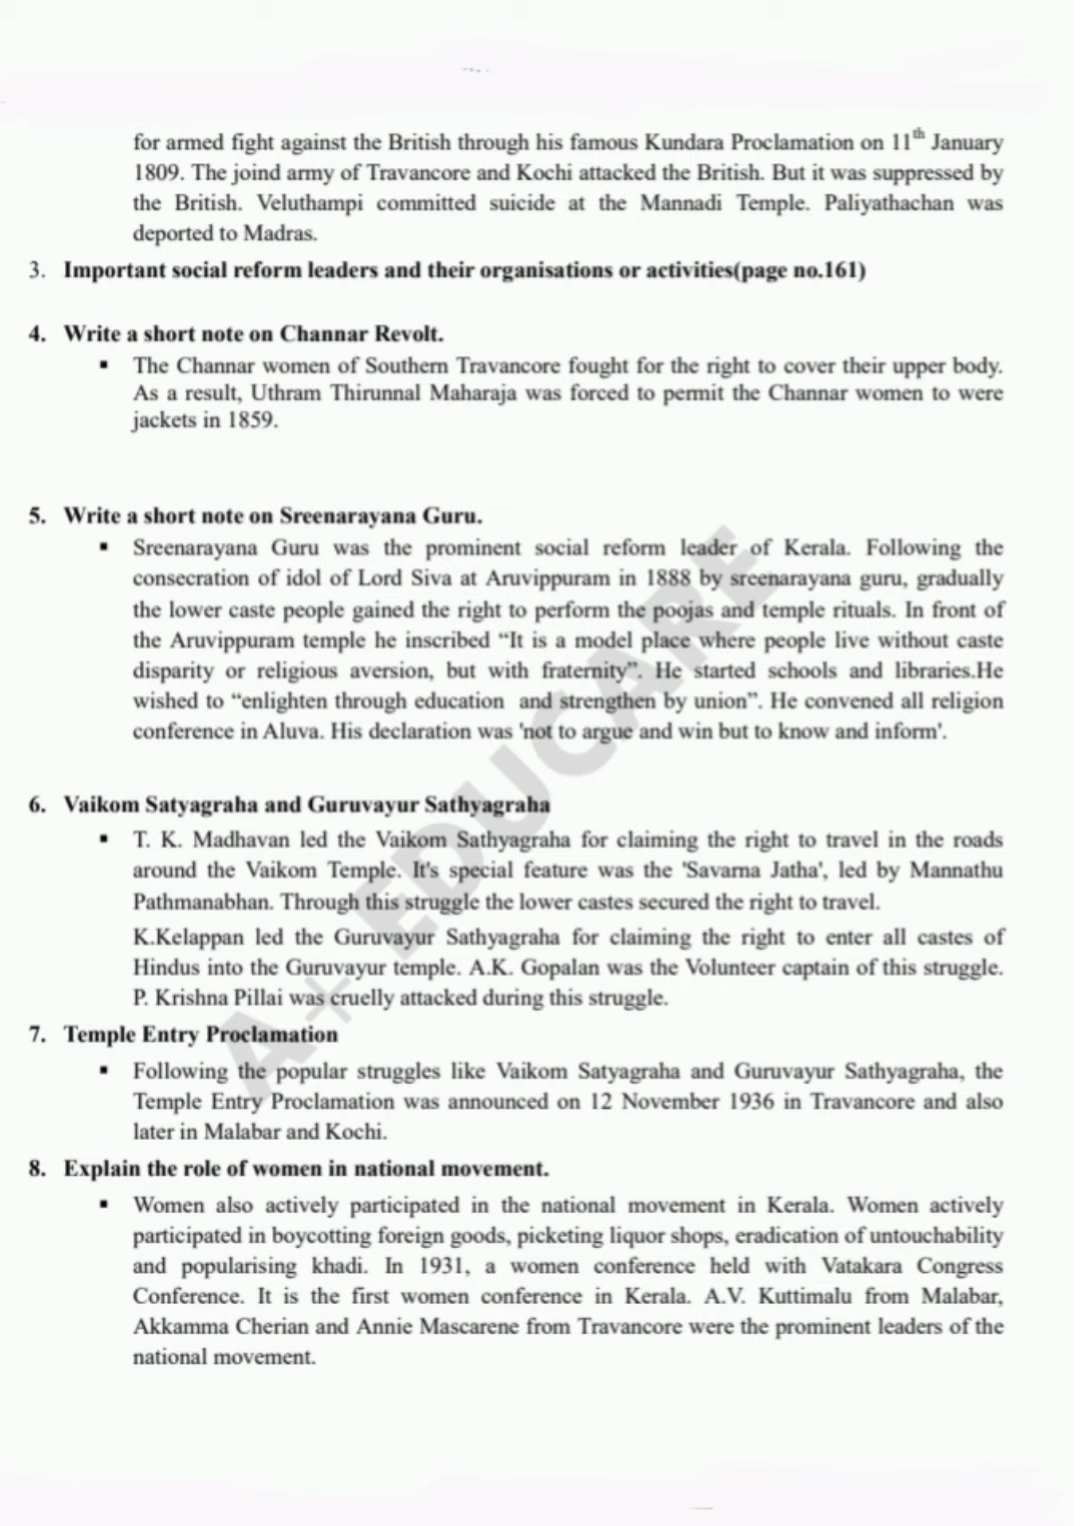 for armed fight against the British through his famous Kundara Proclamation on 11th January
1809. The joind army of Travancore and Kochi attacked the British. But it was suppressed by
the British. Veluthampi committed suicide at the Mannadi Temple. Paliyathachan was
deported to Madras.
3. Important social reform leaders and their organisations or activities(page no.161)
4. Write a short note on Channar Revolt.
▪ The Channar women of Southern Travancore fought for the right to cover their upper body.
As a result, Uthram Thirunnal Maharaja was forced to permit the Channar women to were
jackets in 1859.
5. Write a short note on Sreenarayana Guru.
▪ Sreenarayana Guru was the prominent social reform leader of Kerala. Following the
consecration of idol of Lord Siva at Aruvippuram in 1888 by sreenarayana guru, gradually
the lower caste people gained the right to perform the poojas and temple rituals. In front of
the Aruvippuram temple he inscribed “It is a model place where people live without caste
disparity or religious aversion, but with fraternity”. He started schools and libraries.He
wished to “enlighten through education and strengthen by union”. He convened all religion
conference in Aluva. His declaration was 'not to argue and win but to know and inform'.
6. Vaikom Satyagraha and Guruvayur Sathyagraha
▪ T. K. Madhavan led the Vaikom Sathyagraha for claiming the right to travel in the roads
around the Vaikom Temple. It's special feature was the 'Savarna Jatha', led by Mannathu
Pathmanabhan. Through this struggle the lower castes secured the right to travel.
K.Kelappan led the Guruvayur Sathyagraha for claiming the right to enter all castes of
Hindus into the Guruvayur temple. A.K. Gopalan was the Volunteer captain of this struggle.
P. Krishna Pillai was cruelly attacked during this struggle.
7. Temple Entry Proclamation
▪ Following the popular struggles like Vaikom Satyagraha and Guruvayur Sathyagraha, the
Temple Entry Proclamation was announced on 12 November 1936 in Travancore and also
later in Malabar and Kochi.
8. Explain the role of women in national movement.
▪ Women also actively participated in the national movement in Kerala. Women actively
participated in boycotting foreign goods, picketing liquor shops, eradication of untouchability
and popularising khadi. In 1931, a women conference held with Vatakara Congress
Conference. It is the first women conference in Kerala. A.V. Kuttimalu from Malabar,
Akkamma Cherian and Annie Mascarene from Travancore were the prominent leaders of the
national movement.
A+ EDUCARE